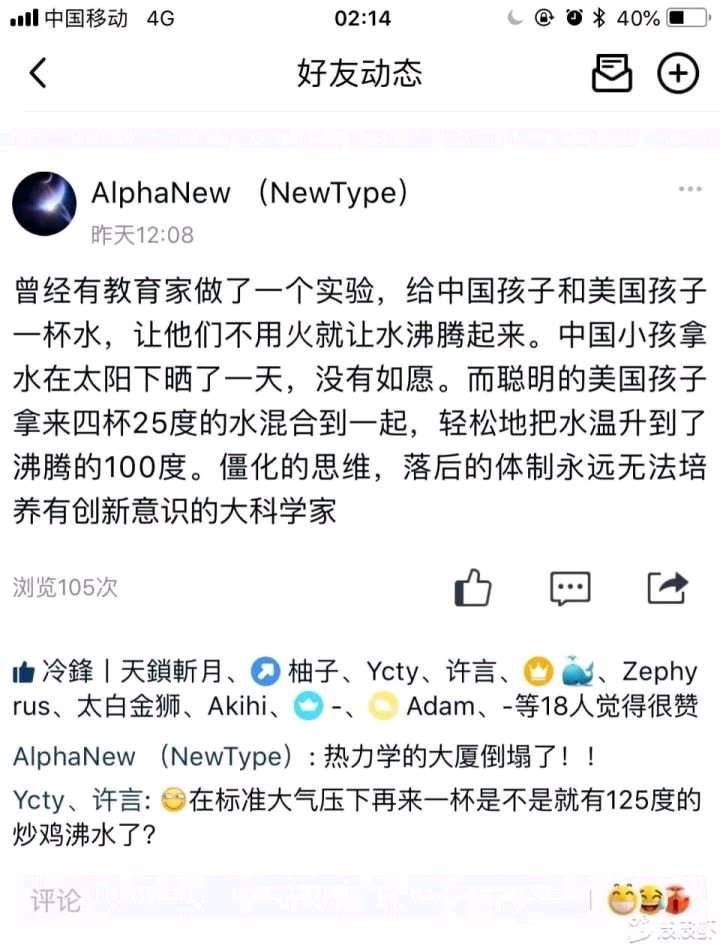 中国移动 4G 02:14 40%
好友动态
AlphaNew （NewType）
昨天12:08
曾经有教育家做了一个实验，给中国孩子和美国孩子
一杯水，让他们不用火就让水沸腾起来。中国小孩拿
水在太阳下晒了一天，没有如愿。而聪明的美国孩子
拿来四杯25度的水混合到一起，轻松地把水温升到了
沸腾的100度。僵化的思维，落后的体制永远无法培
养有创新意识的大科学家
浏览105次
冷鋒丨天鎖斬月、柚子、Ycty、许言、、Zephy
rus、太白金狮、Akihi、-、Adam、-等18人觉得很赞
AlphaNew （NewType）: 热力学的大厦倒塌了！！
Ycty、许言: 在标准大气压下再来一杯是不是就有125度的
炒鸡沸水了?
评论
皮皮虾